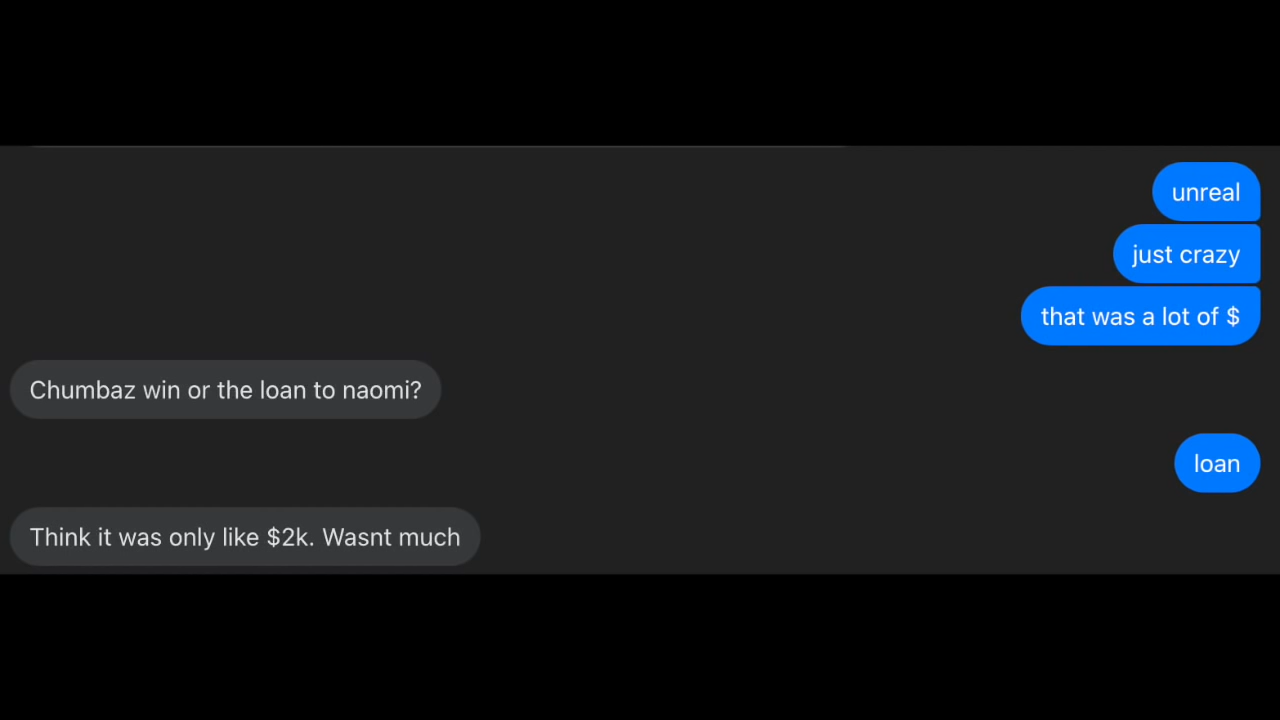 unreal
just crazy
that was a lot of $
Chumbaz win or the loan to naomi?
loan
Think it was only like $2k. Wasnt much